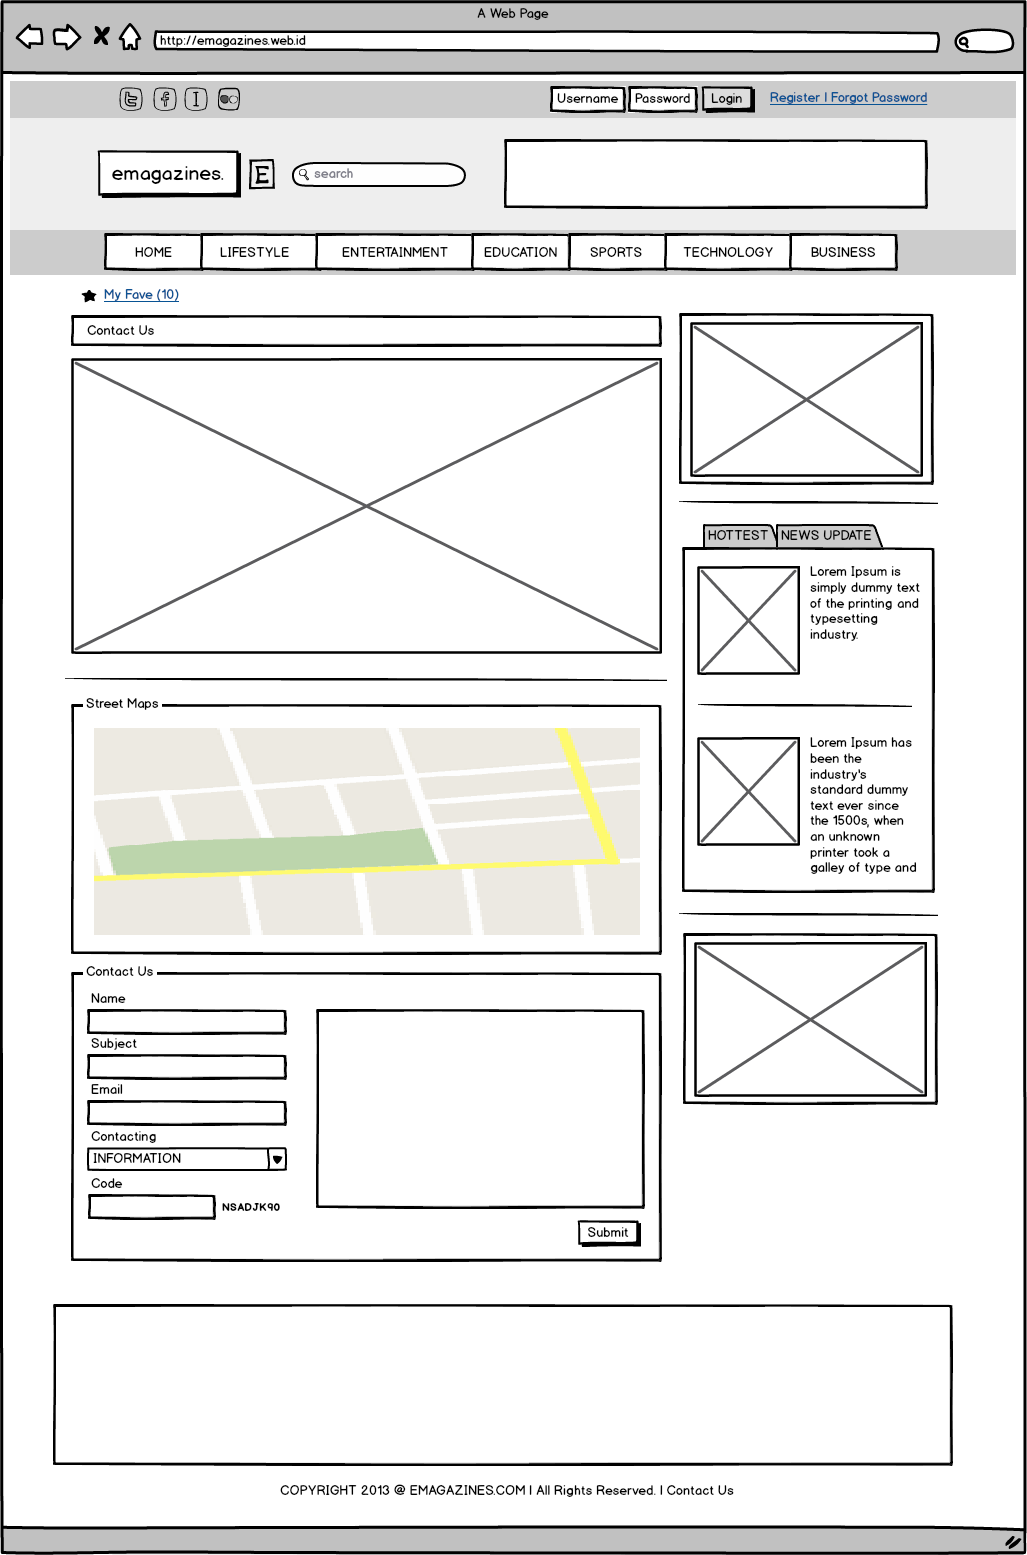 A Web Page
http://emagazines.web.id
Username Password Login Register | Forgot Password
emagazines. E search
HOME LIFESTYLE ENTERTAINMENT EDUCATION SPORTS TECHNOLOGY BUSINESS
My Fave (10)
Contact Us
HOTTEST NEWS UPDATE
Lorem Ipsum is
simply dummy text
of the printing and
typesetting
industry.
Lorem Ipsum has
been the
industry's
standard dummy
text ever since
the 1500s, when
an unknown
printer took a
galley of type and
Street Maps
Contact Us
Name
Subject
Email
Contacting
INFORMATION
Code
NSADJK90
Submit
COPYRIGHT 2013 @ EMAGAZINES.COM | All Rights Reserved. | Contact Us